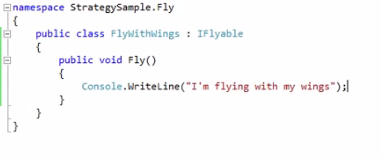 namespace StrategySample.Fly
{
public class FlyWithWings : IFlyable
{
public void Fly()
{
Console.WriteLine("I'm flying with my wings");
}
}
}